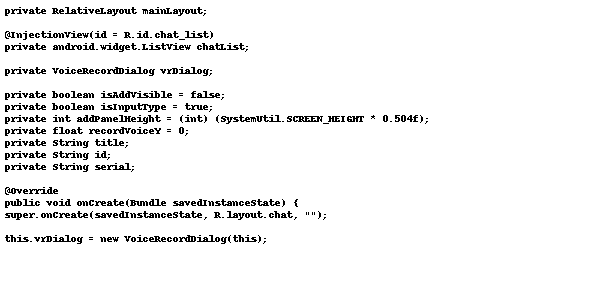 private RelativeLayout mainLayout;

@InjectionView(id = R.id.chat_list)
private android.widget.ListView chatList;

private VoiceRecordDialog vrDialog;

private boolean isAddVisible = false;
private boolean isInputType = true;
private int addPanelHeight = (int) (SystemUtil.SCREEN_HEIGHT * 0.504f);
private float recordVoiceY = 0;
private String title;
private String id;
private String serial;

@Override
public void onCreate(Bundle savedInstanceState) {
super.onCreate(savedInstanceState, R.layout.chat, "");

this.vrDialog = new VoiceRecordDialog(this);